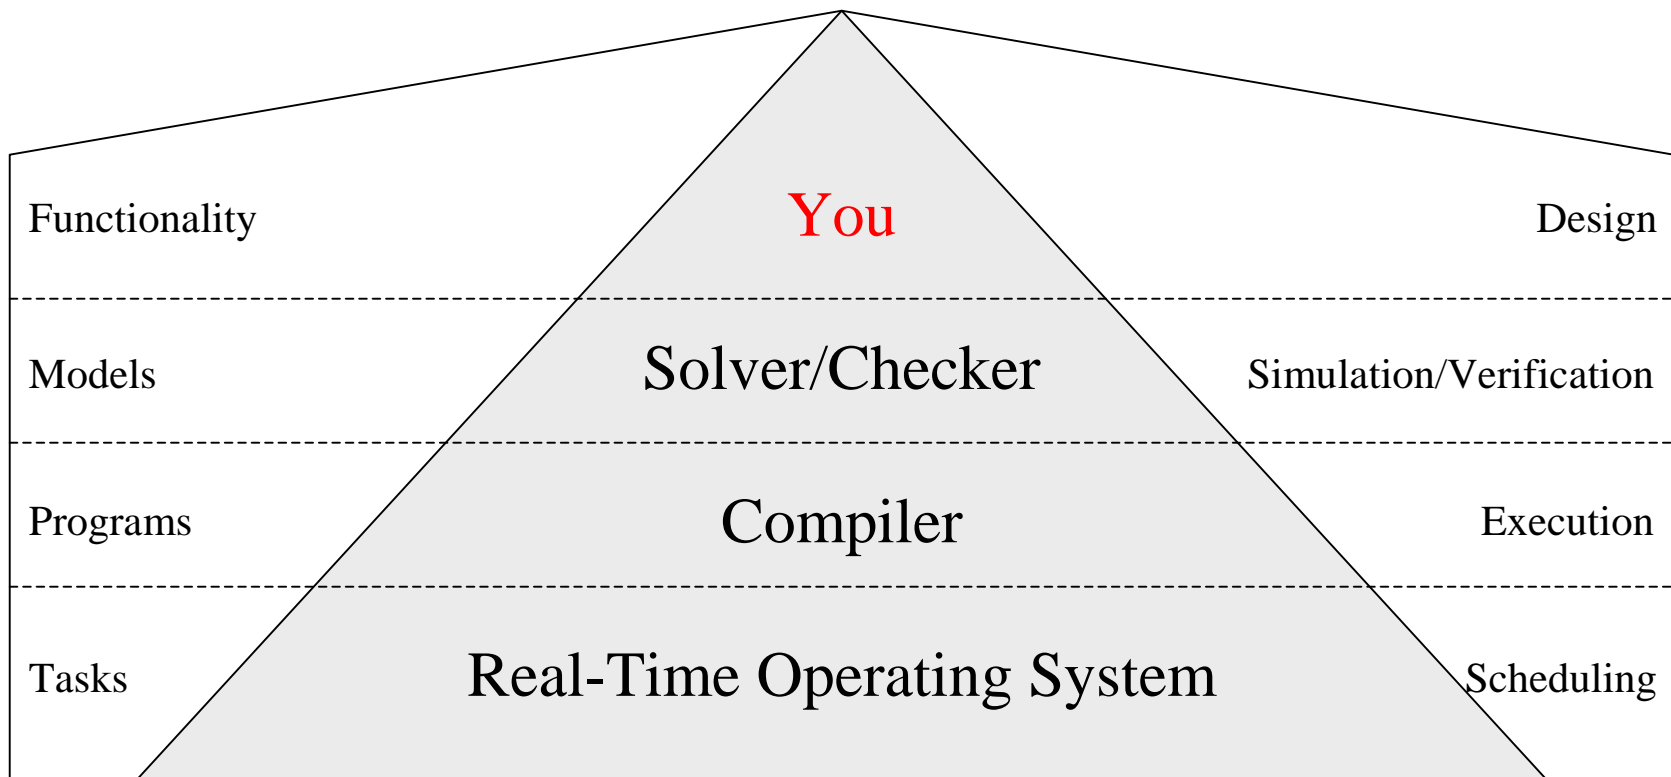 Functionality You Design
Models Solver/Checker Simulation/Verification
Programs Compiler Execution
Tasks Real-Time Operating System Scheduling